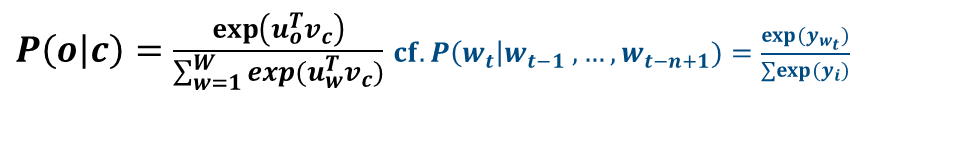 P(o|c) = exp(u_o^T v_c) / ∑_{w=1}^W exp(u_w^T v_c) cf. P(w_t|w_{t−1} , … , w_{t−n+1}) = exp(y_{w_t}) / ∑exp(y_i)